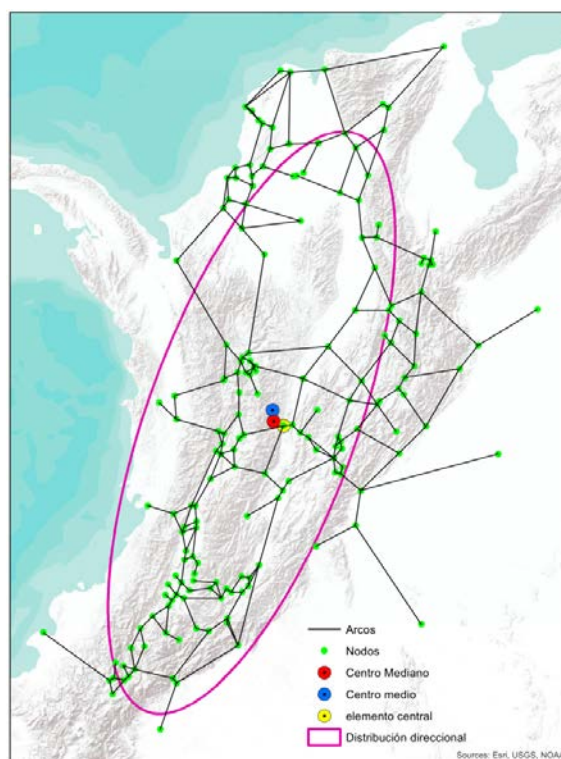 Arcos
Nodos
Centro Mediano
Centro medio
elemento central
Distribución direccional
Sources: Esri, USGS, NOAA